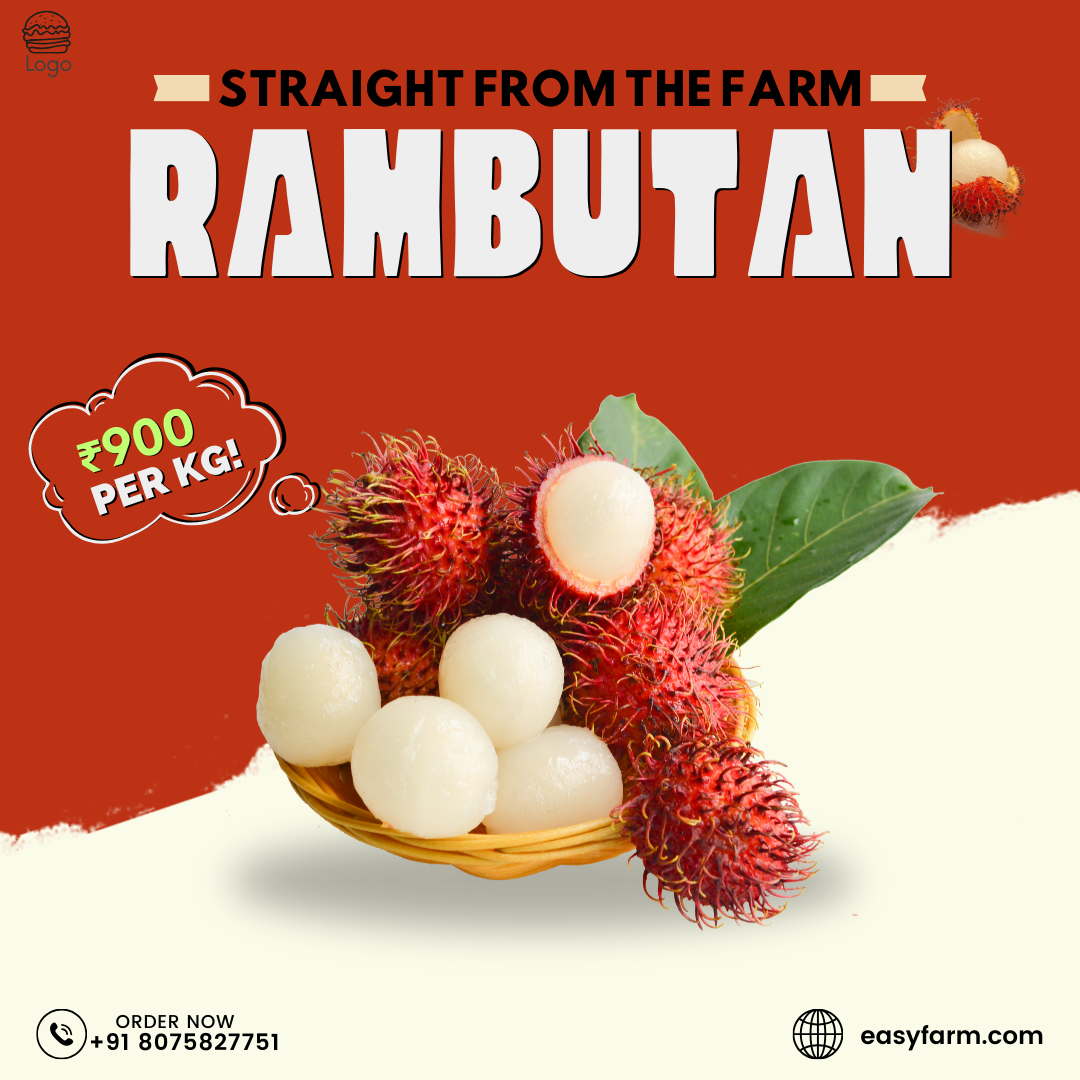 Logo
STRAIGHT FROM THE FARM
RAMBUTAN
₹900
PER KG!
ORDER NOW
+91 8075827751
easyfarm.com